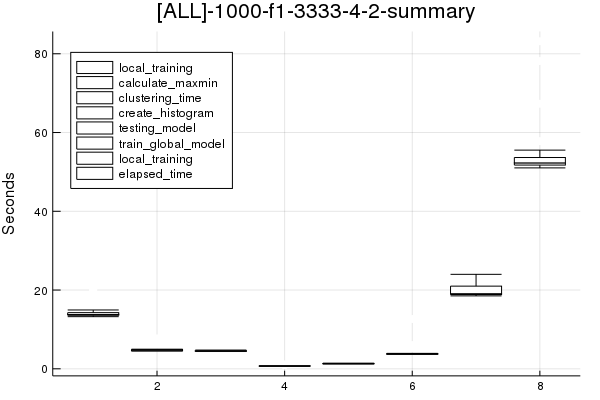 [ALL]-1000-f1-3333-4-2-summary
80
60
40
20
0
Seconds
local_training
calculate_maxmin
clustering_time
create_histogram
testing_model
train_global_model
local_training
elapsed_time
2
4
6
8